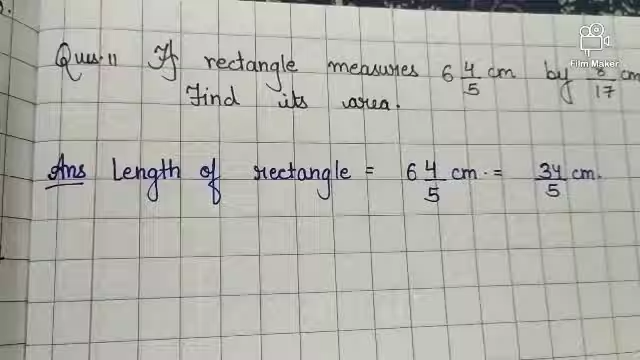 Ques.11 If rectangle measures 6 4/5 cm by 8/17 cm
Find its area.
Ans Length of rectangle = 6 4/5 cm. = 34/5 cm.
Film Maker